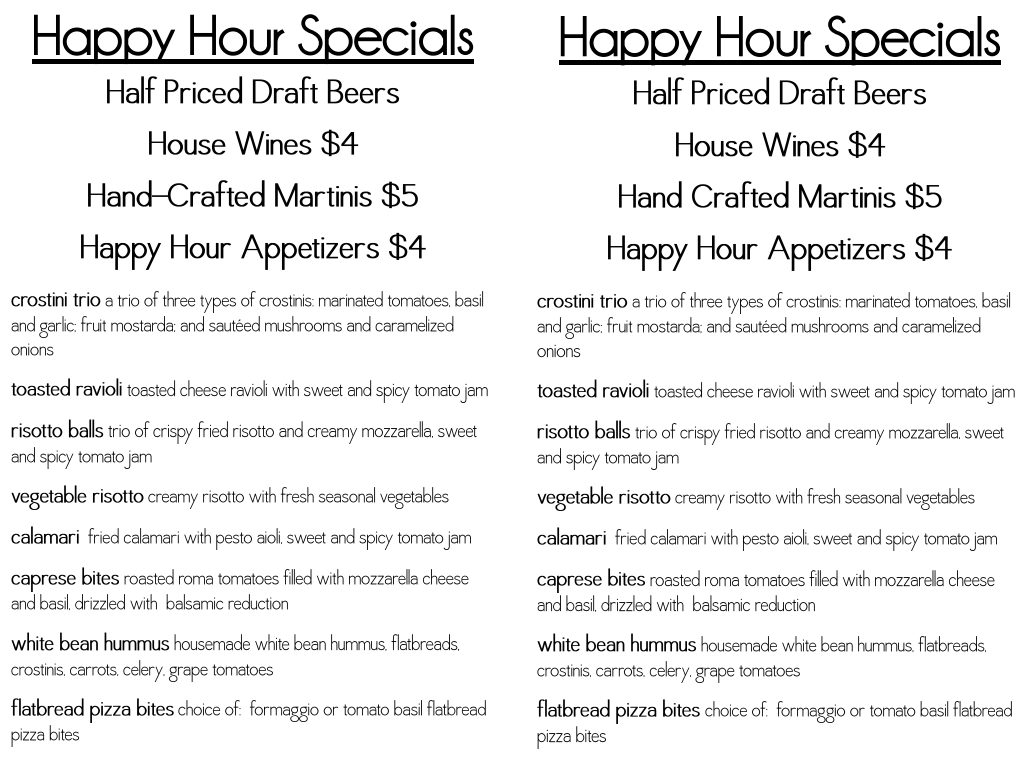 Happy Hour Specials
Half Priced Draft Beers
House Wines $4
Hand–Crafted Martinis $5
Happy Hour Appetizers $4
crostini trio a trio of three types of crostinis: marinated tomatoes, basil
and garlic; fruit mostarda; and sautéed mushrooms and caramelized
onions
toasted ravioli toasted cheese ravioli with sweet and spicy tomato jam
risotto balls trio of crispy fried risotto and creamy mozzarella, sweet
and spicy tomato jam
vegetable risotto creamy risotto with fresh seasonal vegetables
calamari fried calamari with pesto aioli, sweet and spicy tomato jam
caprese bites roasted roma tomatoes filled with mozzarella cheese
and basil, drizzled with balsamic reduction
white bean hummus housemade white bean hummus, flatbreads,
crostinis, carrots, celery, grape tomatoes
flatbread pizza bites choice of: formaggio or tomato basil flatbread
pizza bites
Happy Hour Specials
Half Priced Draft Beers
House Wines $4
Hand Crafted Martinis $5
Happy Hour Appetizers $4
crostini trio a trio of three types of crostinis: marinated tomatoes, basil
and garlic; fruit mostarda; and sautéed mushrooms and caramelized
onions
toasted ravioli toasted cheese ravioli with sweet and spicy tomato jam
risotto balls trio of crispy fried risotto and creamy mozzarella, sweet
and spicy tomato jam
vegetable risotto creamy risotto with fresh seasonal vegetables
calamari fried calamari with pesto aioli, sweet and spicy tomato jam
caprese bites roasted roma tomatoes filled with mozzarella cheese
and basil, drizzled with balsamic reduction
white bean hummus housemade white bean hummus, flatbreads,
crostinis, carrots, celery, grape tomatoes
flatbread pizza bites choice of: formaggio or tomato basil flatbread
pizza bites